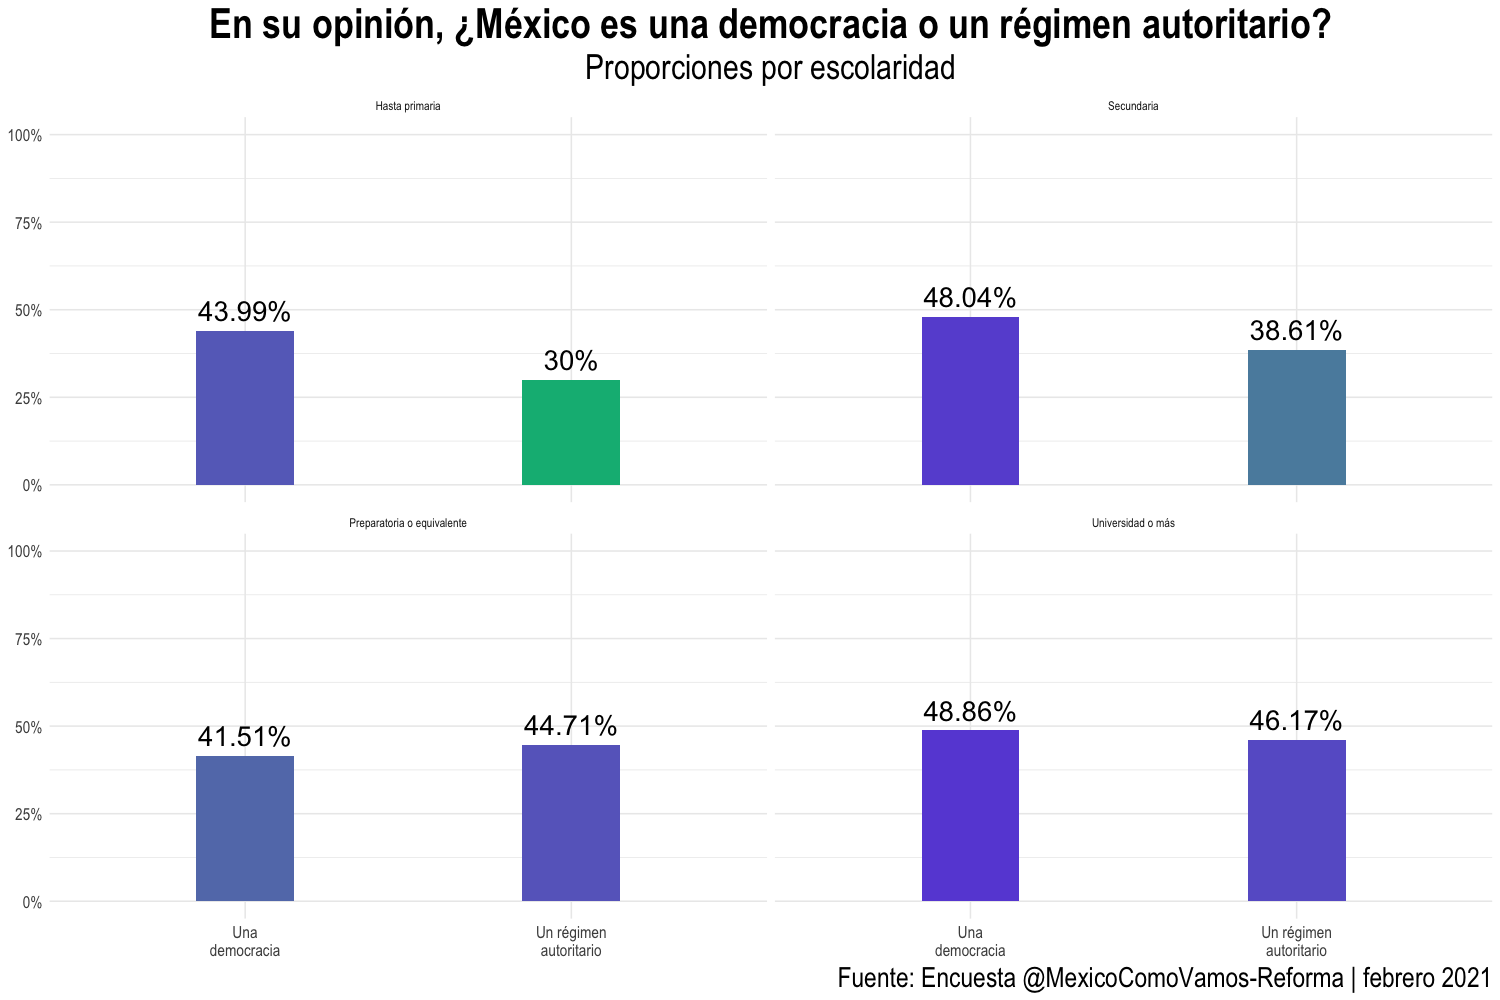 En su opinión, ¿México es una democracia o un régimen autoritario?
Proporciones por escolaridad
Hasta primaria
Secundaria
100%
75%
50%
25%
0%
43.99%
30%
48.04%
38.61%
Preparatoria o equivalente
Universidad o más
100%
75%
50%
25%
0%
41.51%
44.71%
48.86%
46.17%
Una
democracia
Un régimen
autoritario
Una
democracia
Un régimen
autoritario
Fuente: Encuesta @MexicoComoVamos-Reforma | febrero 2021